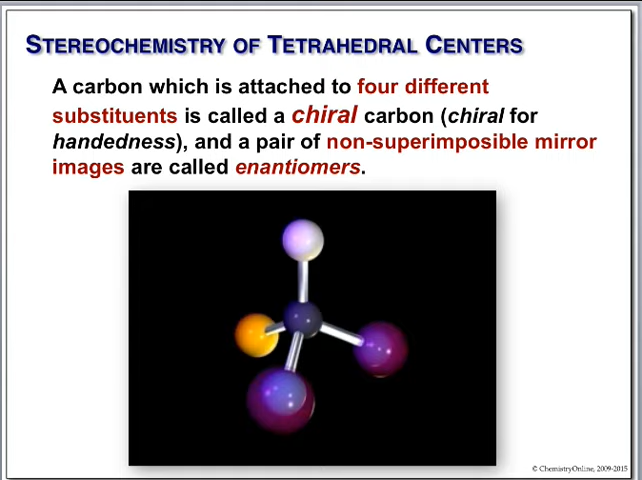 STEREOCHEMISTRY OF TETRAHEDRAL CENTERS
A carbon which is attached to four different
substituents is called a chiral carbon (chiral for
handedness), and a pair of non-superimposible mirror
images are called enantiomers.
© ChemistryOnline, 2009-2015